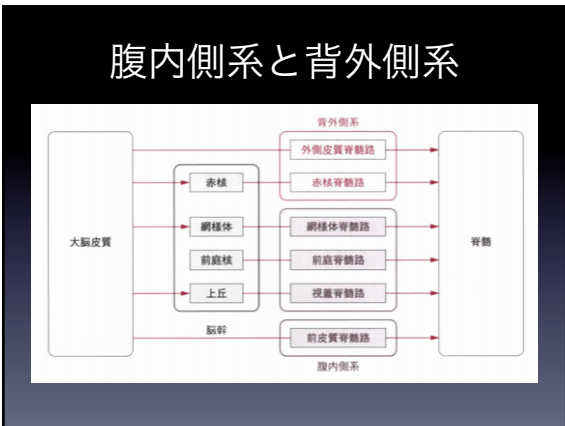 腹内側系と背外側系
背外側系
外側皮質脊髄路
赤核
赤核脊髄路
網様体
網様体脊髄路
大脳皮質
脊髄
前庭核
前庭脊髄路
上丘
視蓋脊髄路
脳幹
前皮質脊髄路
腹内側系